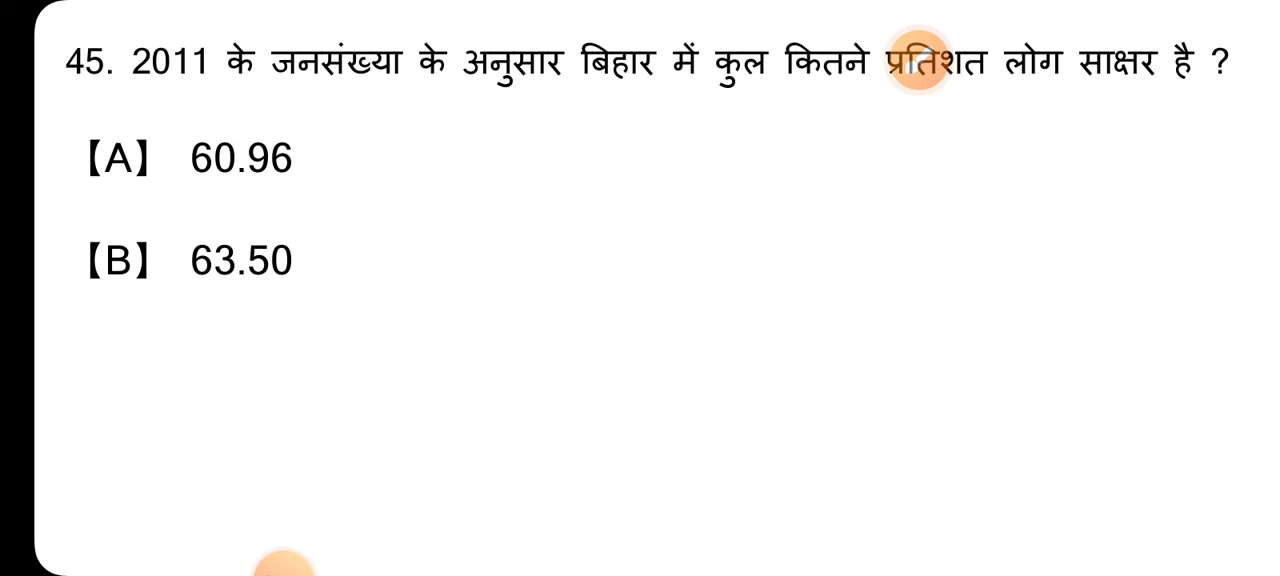 45. 2011 के जनसंख्या के अनुसार बिहार में कुल कितने प्रतिशत लोग साक्षर है ?
【A】 60.96
【B】 63.50